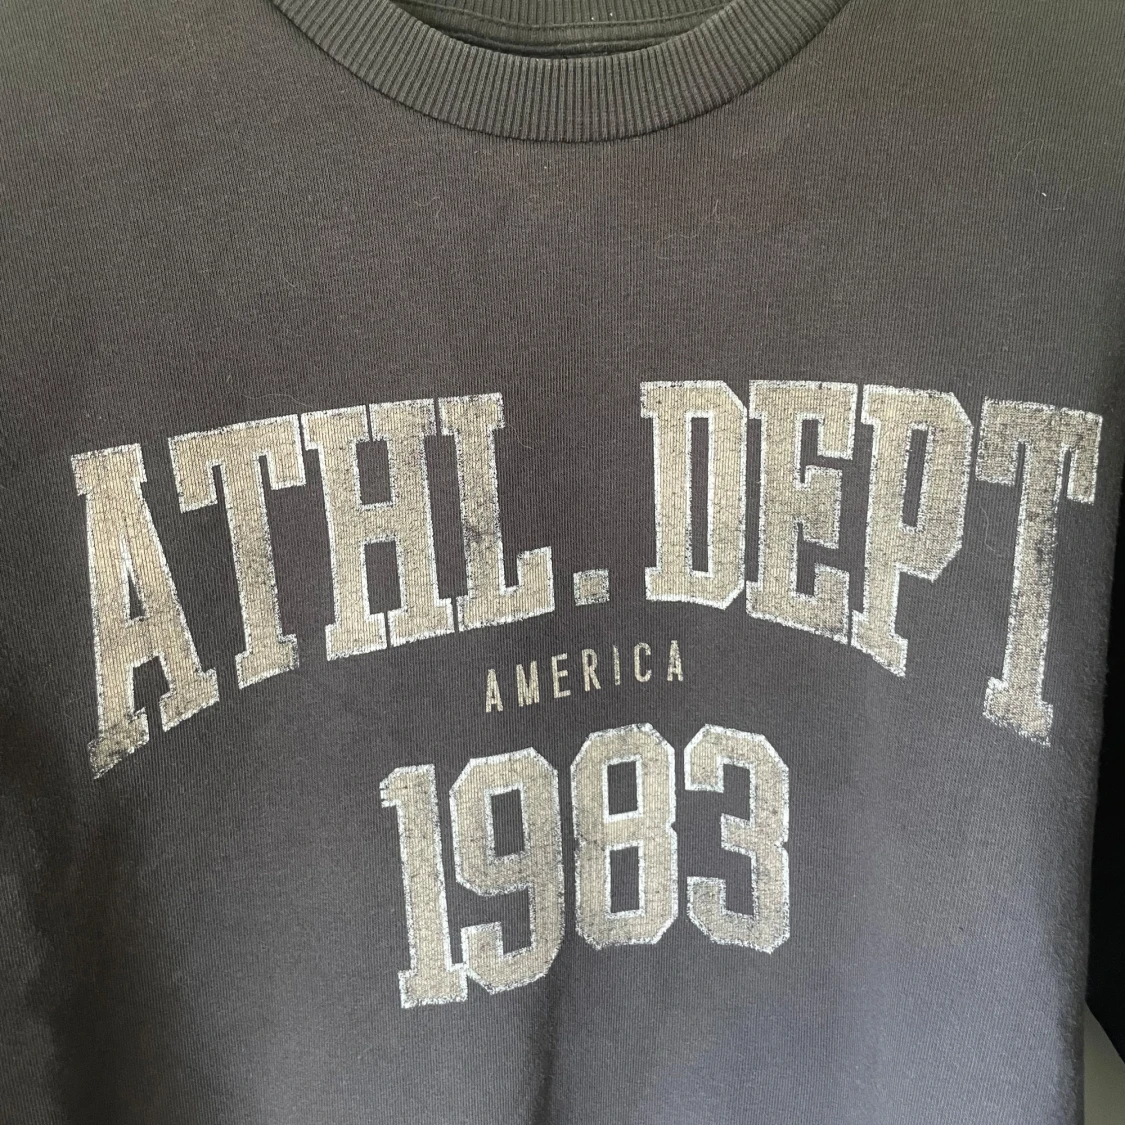 ATHL. DEPT
AMERICA
1983